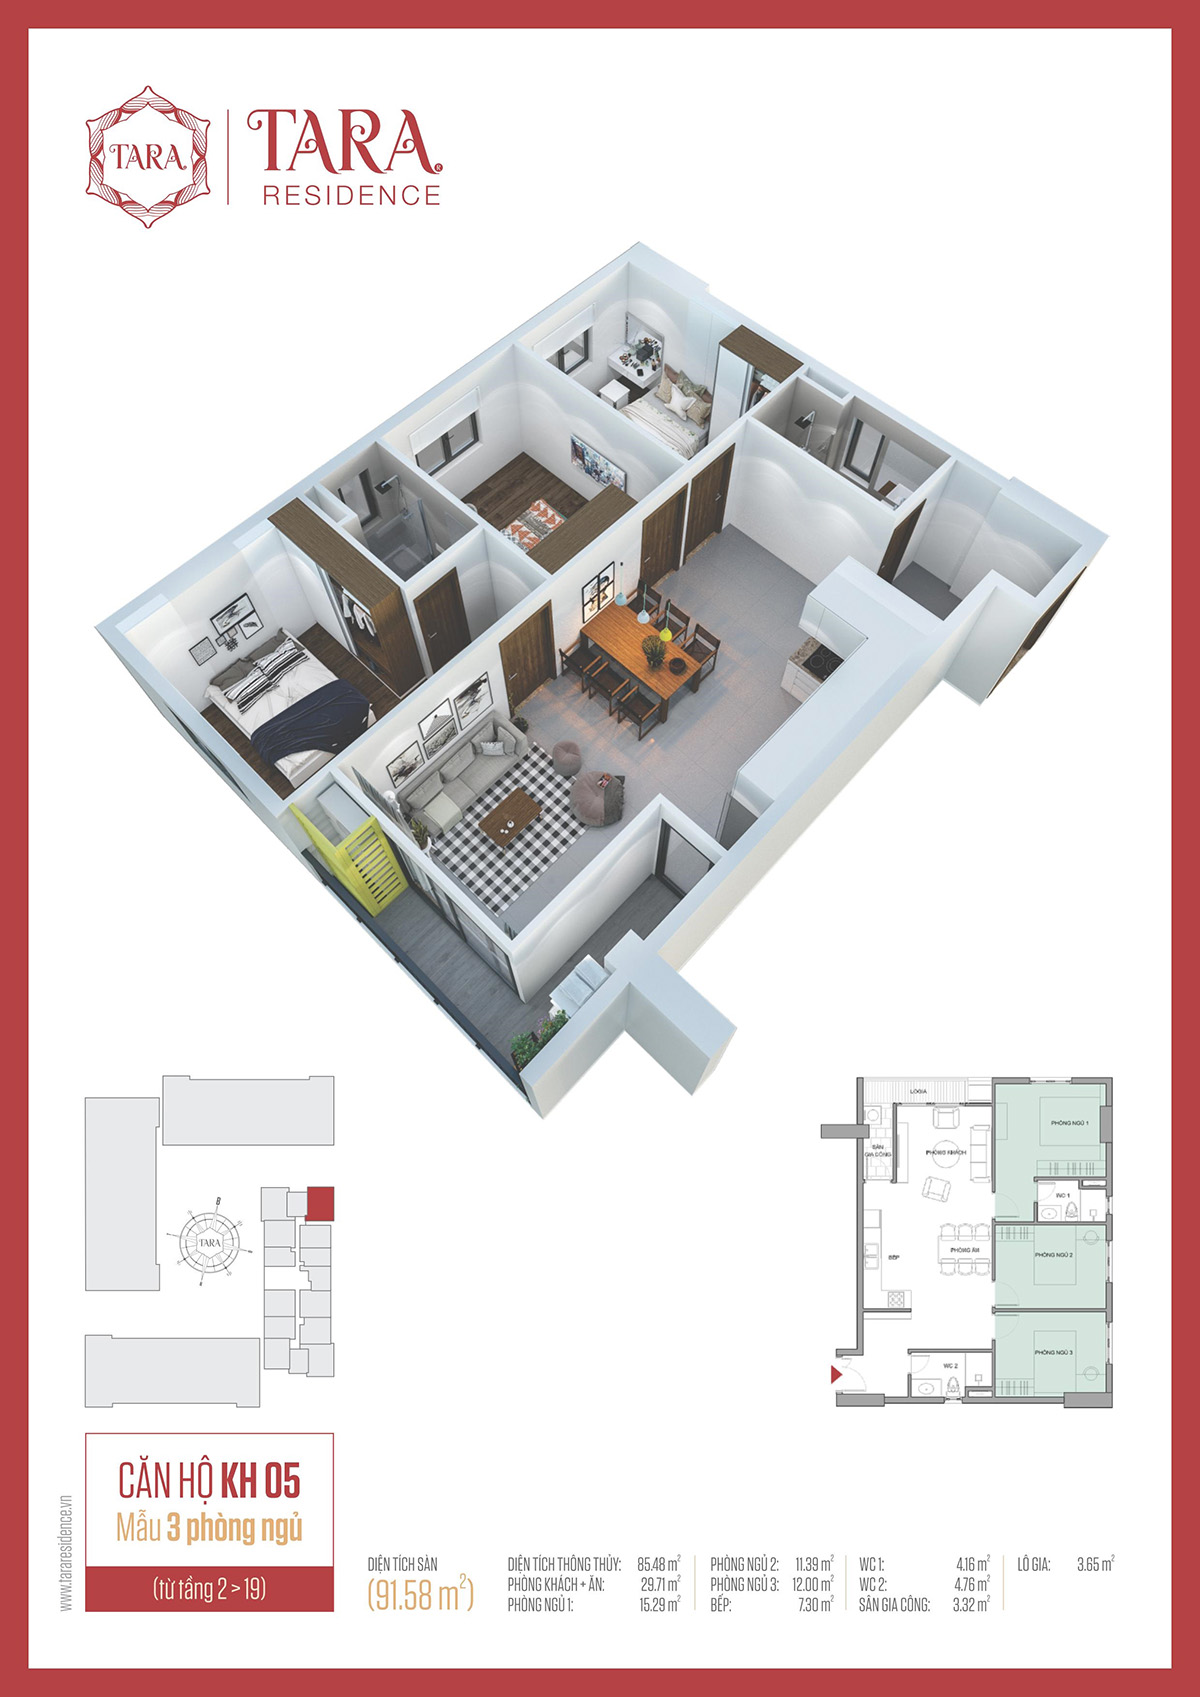 TARA
TARA®
RESIDENCE
LOGIA
PHÒNG NGỦ 1
SÂN
GIA CÔNG
PHÒNG KHÁCH
WC 1
PHÒNG ĂN
BẾP
PHÒNG NGỦ 2
PHÒNG NGỦ 3
WC 2
B
TARA
CĂN HỘ KH 05
Mẫu 3 phòng ngủ
(từ tầng 2 > 19)
www.tararesidence.vn
DIỆN TÍCH SÀN
(91.58 m²)
DIỆN TÍCH THÔNG THỦY: 85.48 m²
PHÒNG KHÁCH + ĂN: 29.71 m²
PHÒNG NGỦ 1: 15.29 m²
PHÒNG NGỦ 2: 11.39 m²
PHÒNG NGỦ 3: 12.00 m²
BẾP: 7.30 m²
WC 1: 4.16 m²
WC 2: 4.76 m²
SÂN GIA CÔNG: 3.32 m²
LÔ GIA: 3.65 m²